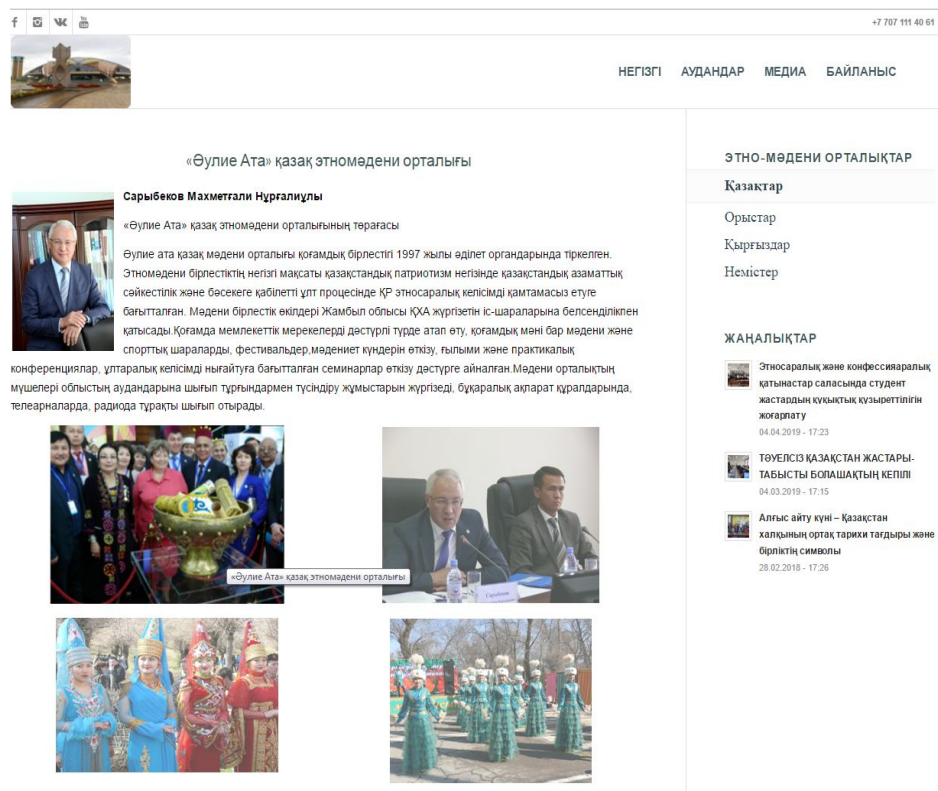 +7 707 111 40 61
НЕГІЗГІ АУДАНДАР МЕДИА БАЙЛАНЫС
«Әулие Ата» қазақ этномәдени орталығы
Сарыбеков Махметғали Нұрғалиұлы
«Әулие Ата» қазақ этномәдени орталығының төрағасы
Әулие ата қазақ мәдени орталығы қоғамдық бірлестігі 1997 жылы әділет органдарында тіркелген.
Этномәдени бірлестіктің негізгі мақсаты қазақстандық патриотизм негізінде қазақстандық азаматтық
сәйкестілік және бәсекеге қабілетті ұлт процесінде ҚР этносаралық келісімді қамтамасыз етуге
бағытталған. Мәдени бірлестік өкілдері Жамбыл облысы ҚХА жүргізетін іс-шараларына белсенділікпен
қатысады.Қоғамда мемлекеттік мерекелерді дәстүрлі түрде атап өту, қоғамдық мәні бар мәдени және
спорттық шараларды, фестивальдер,мәдениет күндерін өткізу, ғылыми және практикалық
конференциялар, ұлтаралық келісімді нығайтуға бағытталған семинарлар өткізу дәстүрге айналған.Мәдени орталықтың
мүшелері облыстың аудандарына шығып тұрғындармен түсіндіру жұмыстарын жүргізеді, бұқаралық ақпарат құралдарында,
телеарналарда, радиода тұрақты шығып отырады.
«Әулие Ата» қазақ этномәдени орталығы
Сарыбеков
ЭТНО-МӘДЕНИ ОРТАЛЫҚТАР
Қазақтар
Орыстар
Қырғыздар
Немістер
ЖАҢАЛЫҚТАР
Этносаралық және конфессияаралық
қатынастар саласында студент
жастардың құқықтық құзыреттілігін
жоғарлату
04.04.2019 - 17:23
ТӘУЕЛСІЗ ҚАЗАҚСТАН ЖАСТАРЫ-
ТАБЫСТЫ БОЛАШАҚТЫҢ КЕПІЛІ
04.03.2019 - 17:15
Алғыс айту күні – Қазақстан
халқының ортақ тарихи тағдыры және
бірліктің символы
28.02.2018 - 17:26